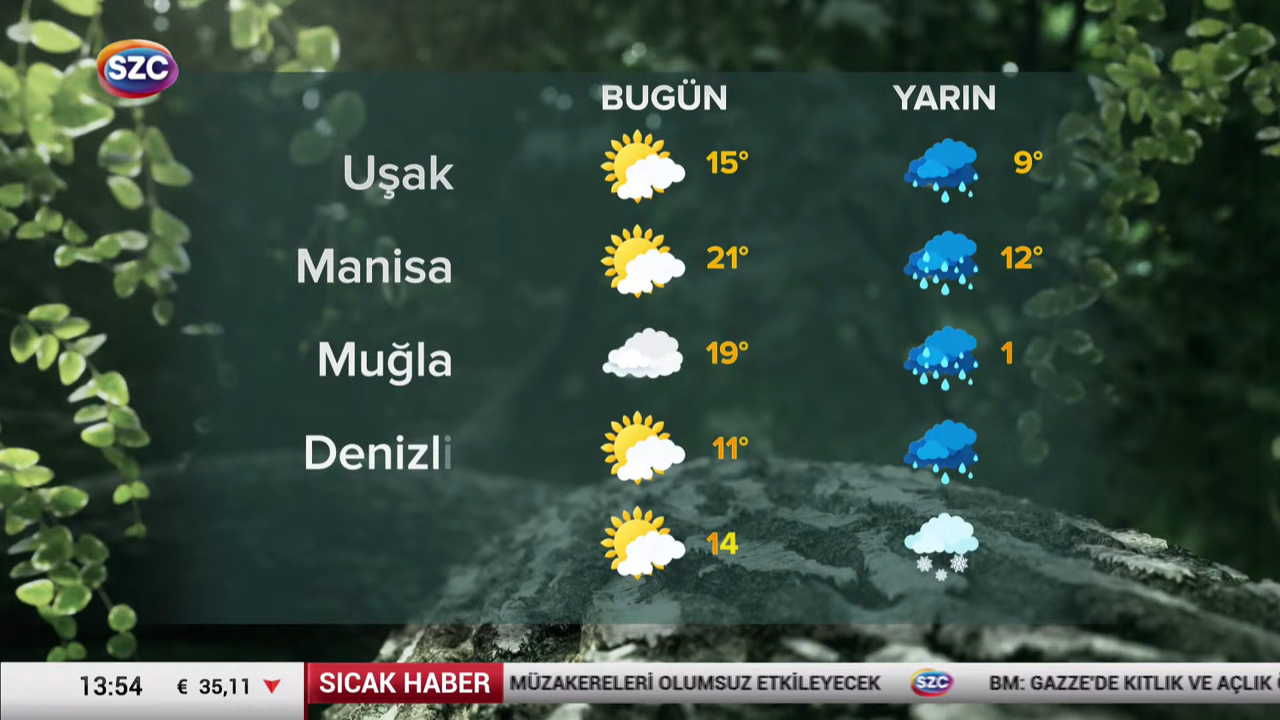 SZC
BUGÜN YARIN
Uşak 15° 9°
Manisa 21° 12°
Muğla 19° 1
Denizli 11°
14
13:54 € 35,11 SICAK HABER MÜZAKERELERİ OLUMSUZ ETKİLEYECEK SZC BM: GAZZE'DE KITLIK VE AÇLIK